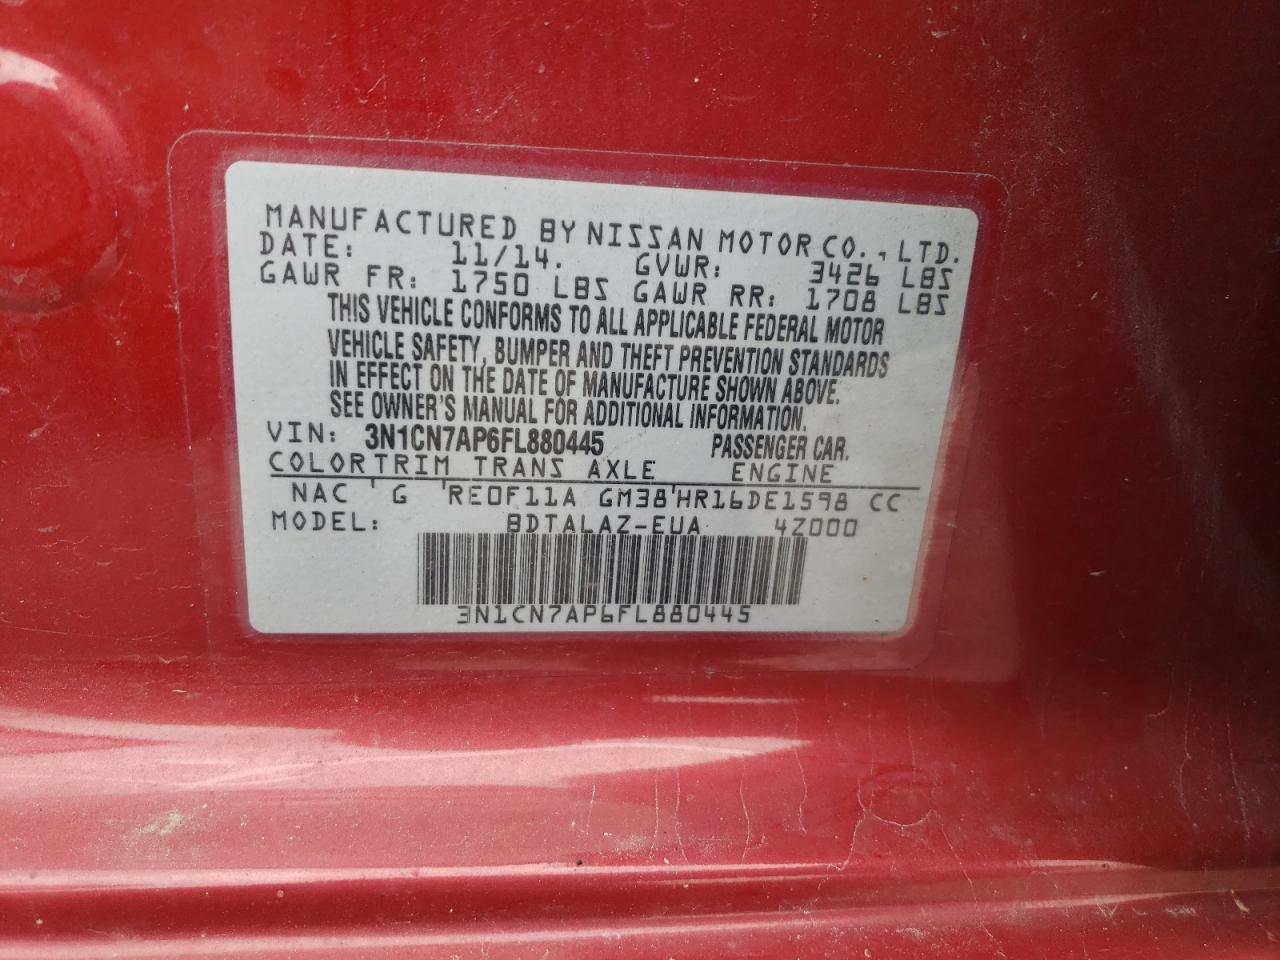 MANUFACTURED BY NISSAN MOTOR CO., LTD.
DATE: 11/14. GVWR: 3426 LBS
GAWR FR: 1750 LBS GAWR RR: 1708 LBS
THIS VEHICLE CONFORMS TO ALL APPLICABLE FEDERAL MOTOR
VEHICLE SAFETY, BUMPER AND THEFT PREVENTION STANDARDS
IN EFFECT ON THE DATE OF MANUFACTURE SHOWN ABOVE.
SEE OWNER'S MANUAL FOR ADDITIONAL INFORMATION.
VIN: 3N1CN7AP6FL880445 PASSENGER CAR.
COLORTRIM TRANS AXLE ENGINE
NAC 'G 'RE0F11A GM38'HR16DE1598 CC
MODEL: BDTALAZ-EUA 4Z000
3N1CN7AP6FL880445